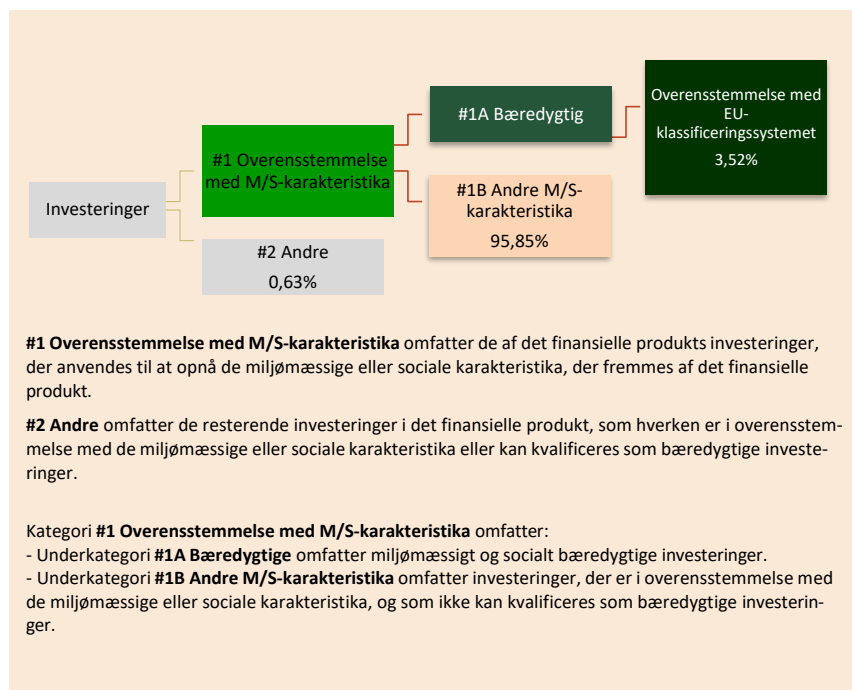 Investeringer
#1 Overensstemmelse
med M/S-karakteristika
#2 Andre
0,63%
#1A Bæredygtig
#1B Andre M/S-
karakteristika
95,85%
Overensstemmelse med
EU-
klassificeringssystemet
3,52%
#1 Overensstemmelse med M/S-karakteristika omfatter de af det finansielle produkts investeringer,
der anvendes til at opnå de miljømæssige eller sociale karakteristika, der fremmes af det finansielle
produkt.
#2 Andre omfatter de resterende investeringer i det finansielle produkt, som hverken er i overensstem-
melse med de miljømæssige eller sociale karakteristika eller kan kvalificeres som bæredygtige investe-
ringer.
Kategori #1 Overensstemmelse med M/S-karakteristika omfatter:
- Underkategori #1A Bæredygtige omfatter miljømæssigt og socialt bæredygtige investeringer.
- Underkategori #1B Andre M/S-karakteristika omfatter investeringer, der er i overensstemmelse med
de miljømæssige eller sociale karakteristika, og som ikke kan kvalificeres som bæredygtige investerin-
ger.